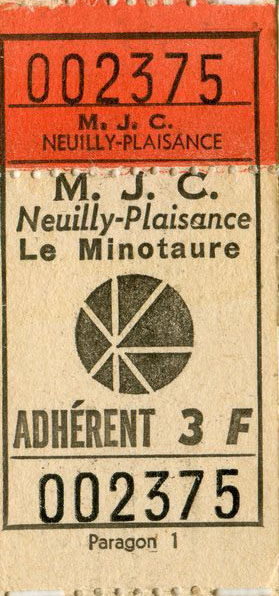 002375
M. J. C.
NEUILLY-PLAISANCE
M. J. C.
Neuilly-Plaisance
Le Minotaure
ADHÉRENT 3 F
002375
Paragon 1